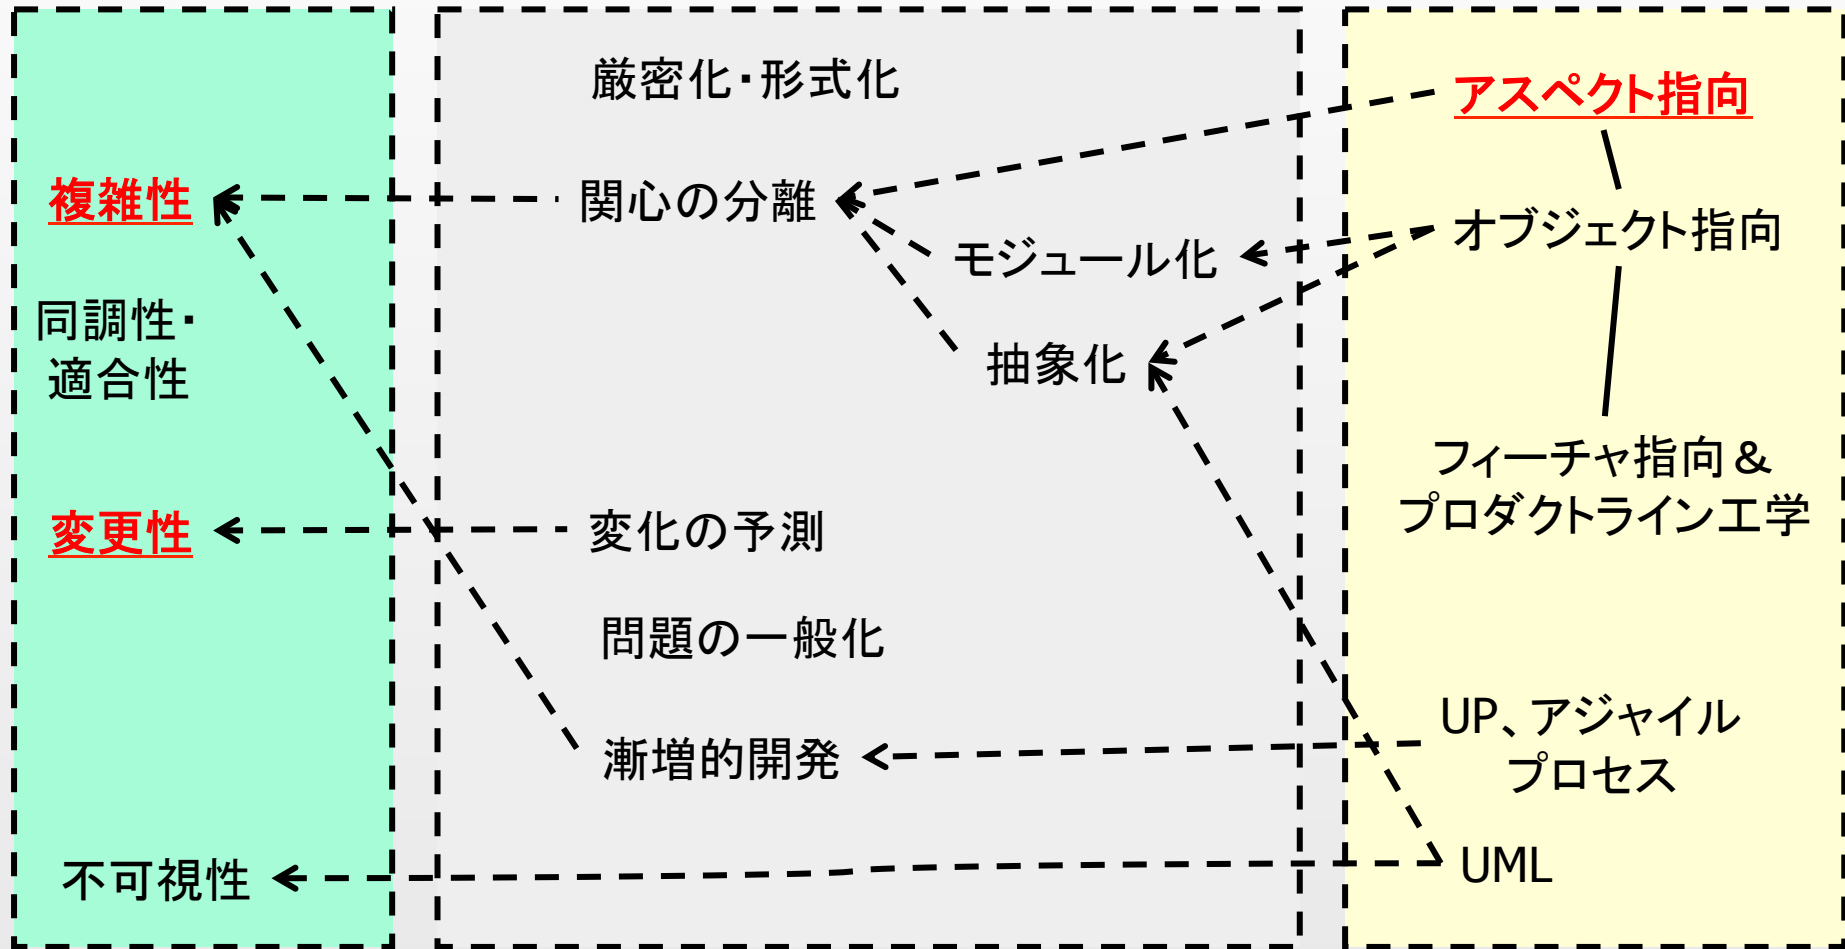 複雑性
同調性・
適合性
変更性
不可視性
厳密化・形式化
関心の分離
モジュール化
抽象化
変化の予測
問題の一般化
漸増的開発
アスペクト指向
オブジェクト指向
フィーチャ指向＆
プロダクトライン工学
UP、アジャイル
プロセス
UML